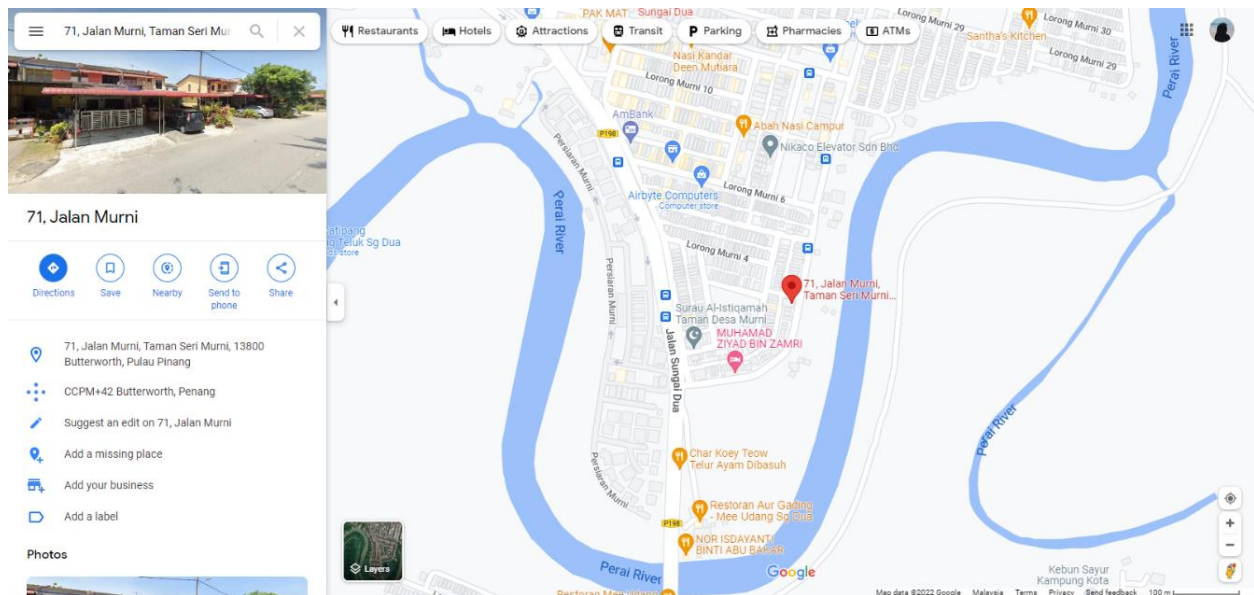 71, Jalan Murni, Taman Seri Mur
Restaurants
Hotels
Attractions
Transit
Parking
Pharmacies
ATMs
71, Jalan Murni
Directions
Save
Nearby
Send to
phone
Share
71, Jalan Murni, Taman Seri Murni, 13800
Butterworth, Pulau Pinang
CCPM+42 Butterworth, Penang
Suggest an edit on 71, Jalan Murni
Add a missing place
Add your business
Add a label
Photos
PAK MAT
Sungai Dua
Nasi Kandar
Deen Mutiara
Lorong Murni 10
AmBank
P198
Abah Nasi Campur
Nikaco Elevator Sdn Bhd
Persiaran Murni
Airbyte Computers
Computer store
Lorong Murni 6
Lorong Murni 29
Santha's Kitchen
Lorong Murni 30
Lorong Murni 29
Perai River
Perai River
Teluk Sg Dua
Lorong Murni 4
Persiaran Murni
71, Jalan Murni,
Taman Seri Murni...
Surau Al-Istiqamah
Taman Desa Murni
MUHAMAD
ZIYAD BIN ZAMRI
Jalan Sungai Dua
Perai River
Char Koey Teow
Telur Ayam Dibasuh
Persiaran Murni
Restoran Aur Gading
- Mee Udang Sg Dua
P198
NOR ISDAYANTI
BINTI ABU BAKAR
Layers
Perai River
Google
Restoran Mee Udang
Kebun Sayur
Kampung Kota
Map data ©2022 Google
Malaysia
Terms
Privacy
Send feedback
100 m